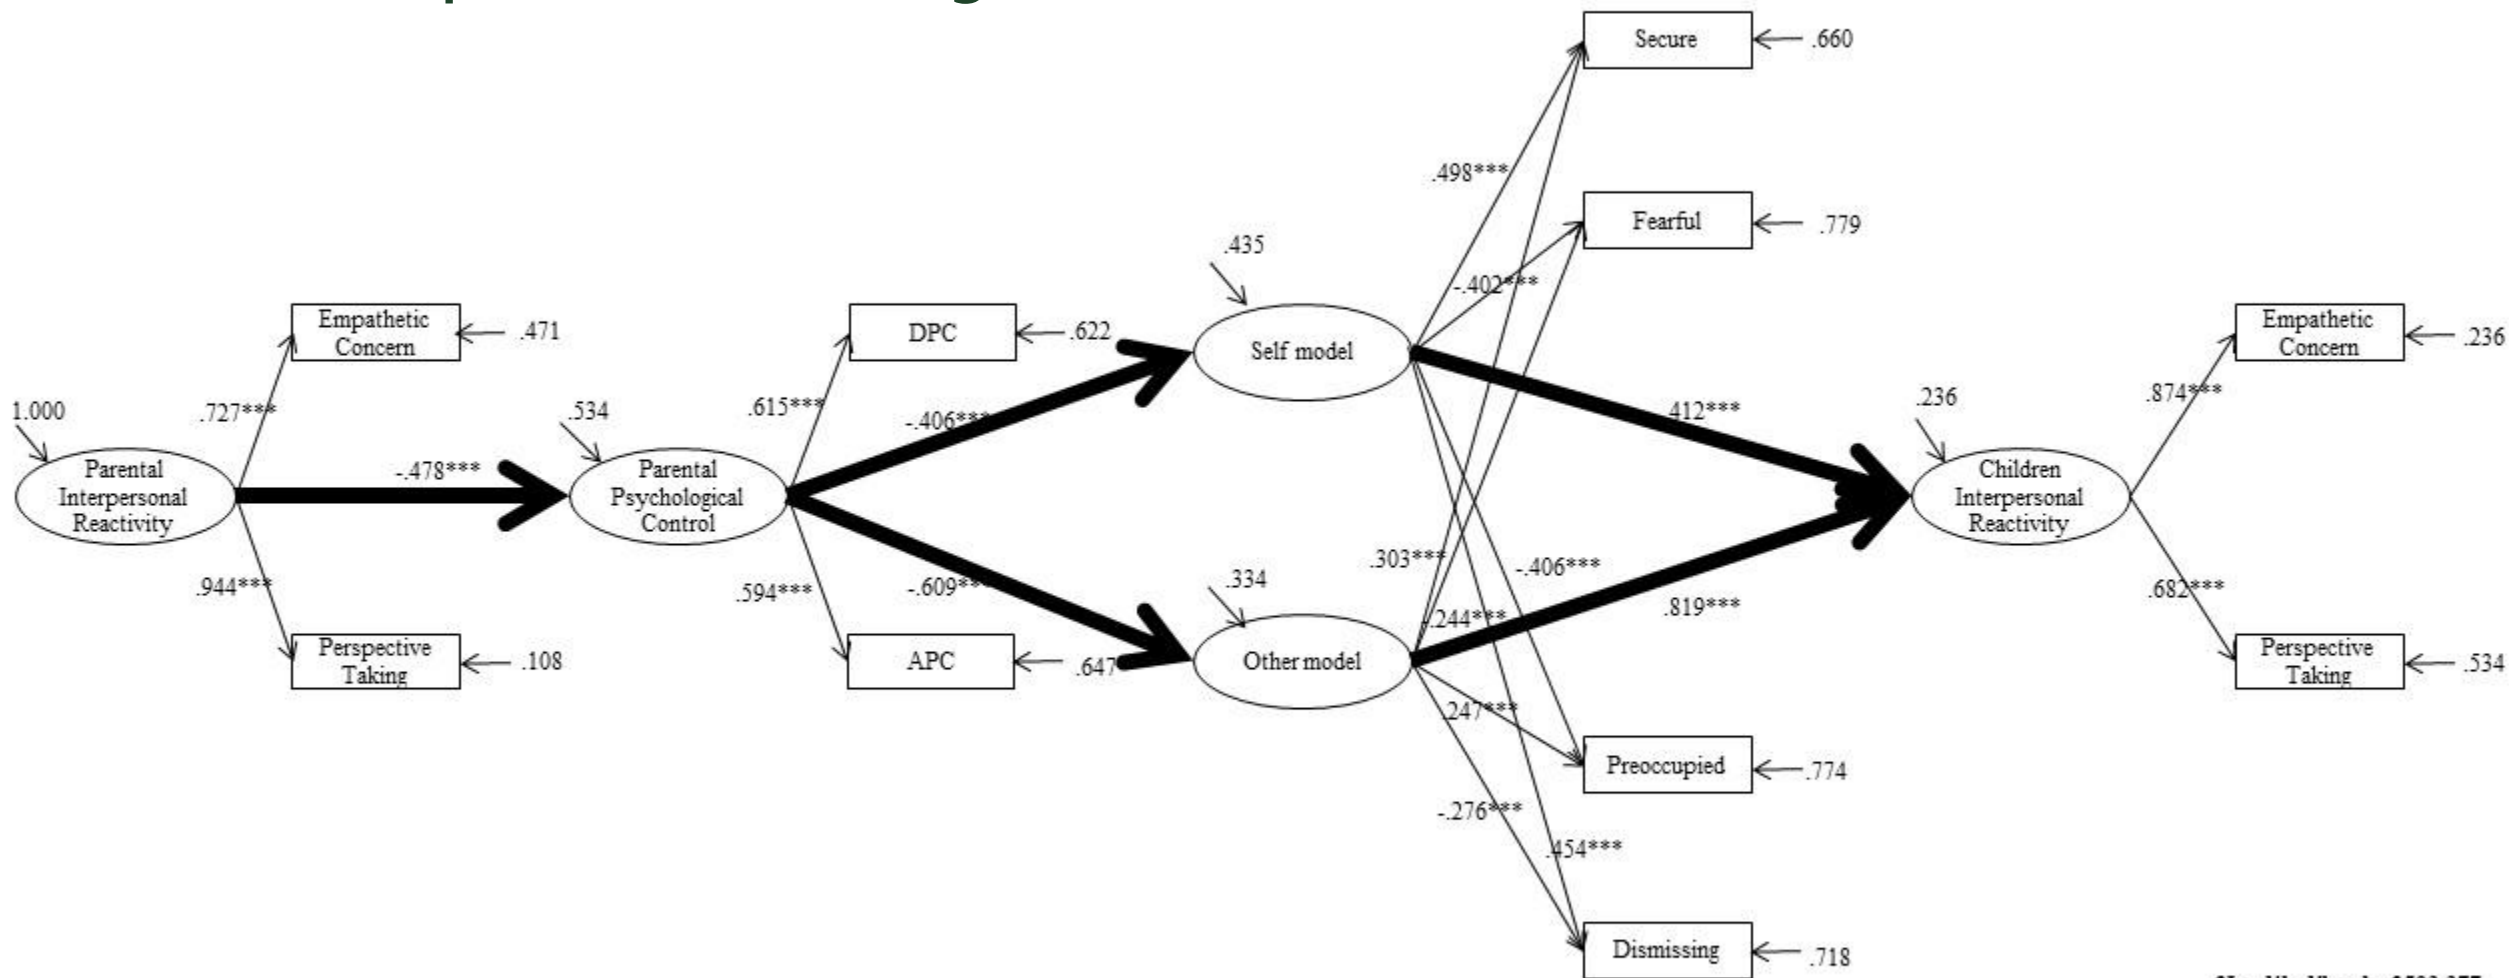 Secure
.660
.498***
Fearful
.779
.435
-.402***
Empathetic
Concern
.471
DPC
.622
Self model
Empathetic
Concern
.236
1.000
.727***
.534
.615***
-.406***
.412***
.236
.874***
Parental
Interpersonal
Reactivity
-.478***
Parental
Psychological
Control
Children
Interpersonal
Reactivity
.944***
.594***
-.609***
.334
.303***
-.406***
.819***
.682***
.244***
Perspective
Taking
.108
APC
.647
Other model
Perspective
Taking
.534
.247***
Preoccupied
.774
-.276***
.454***
Dismissing
.718